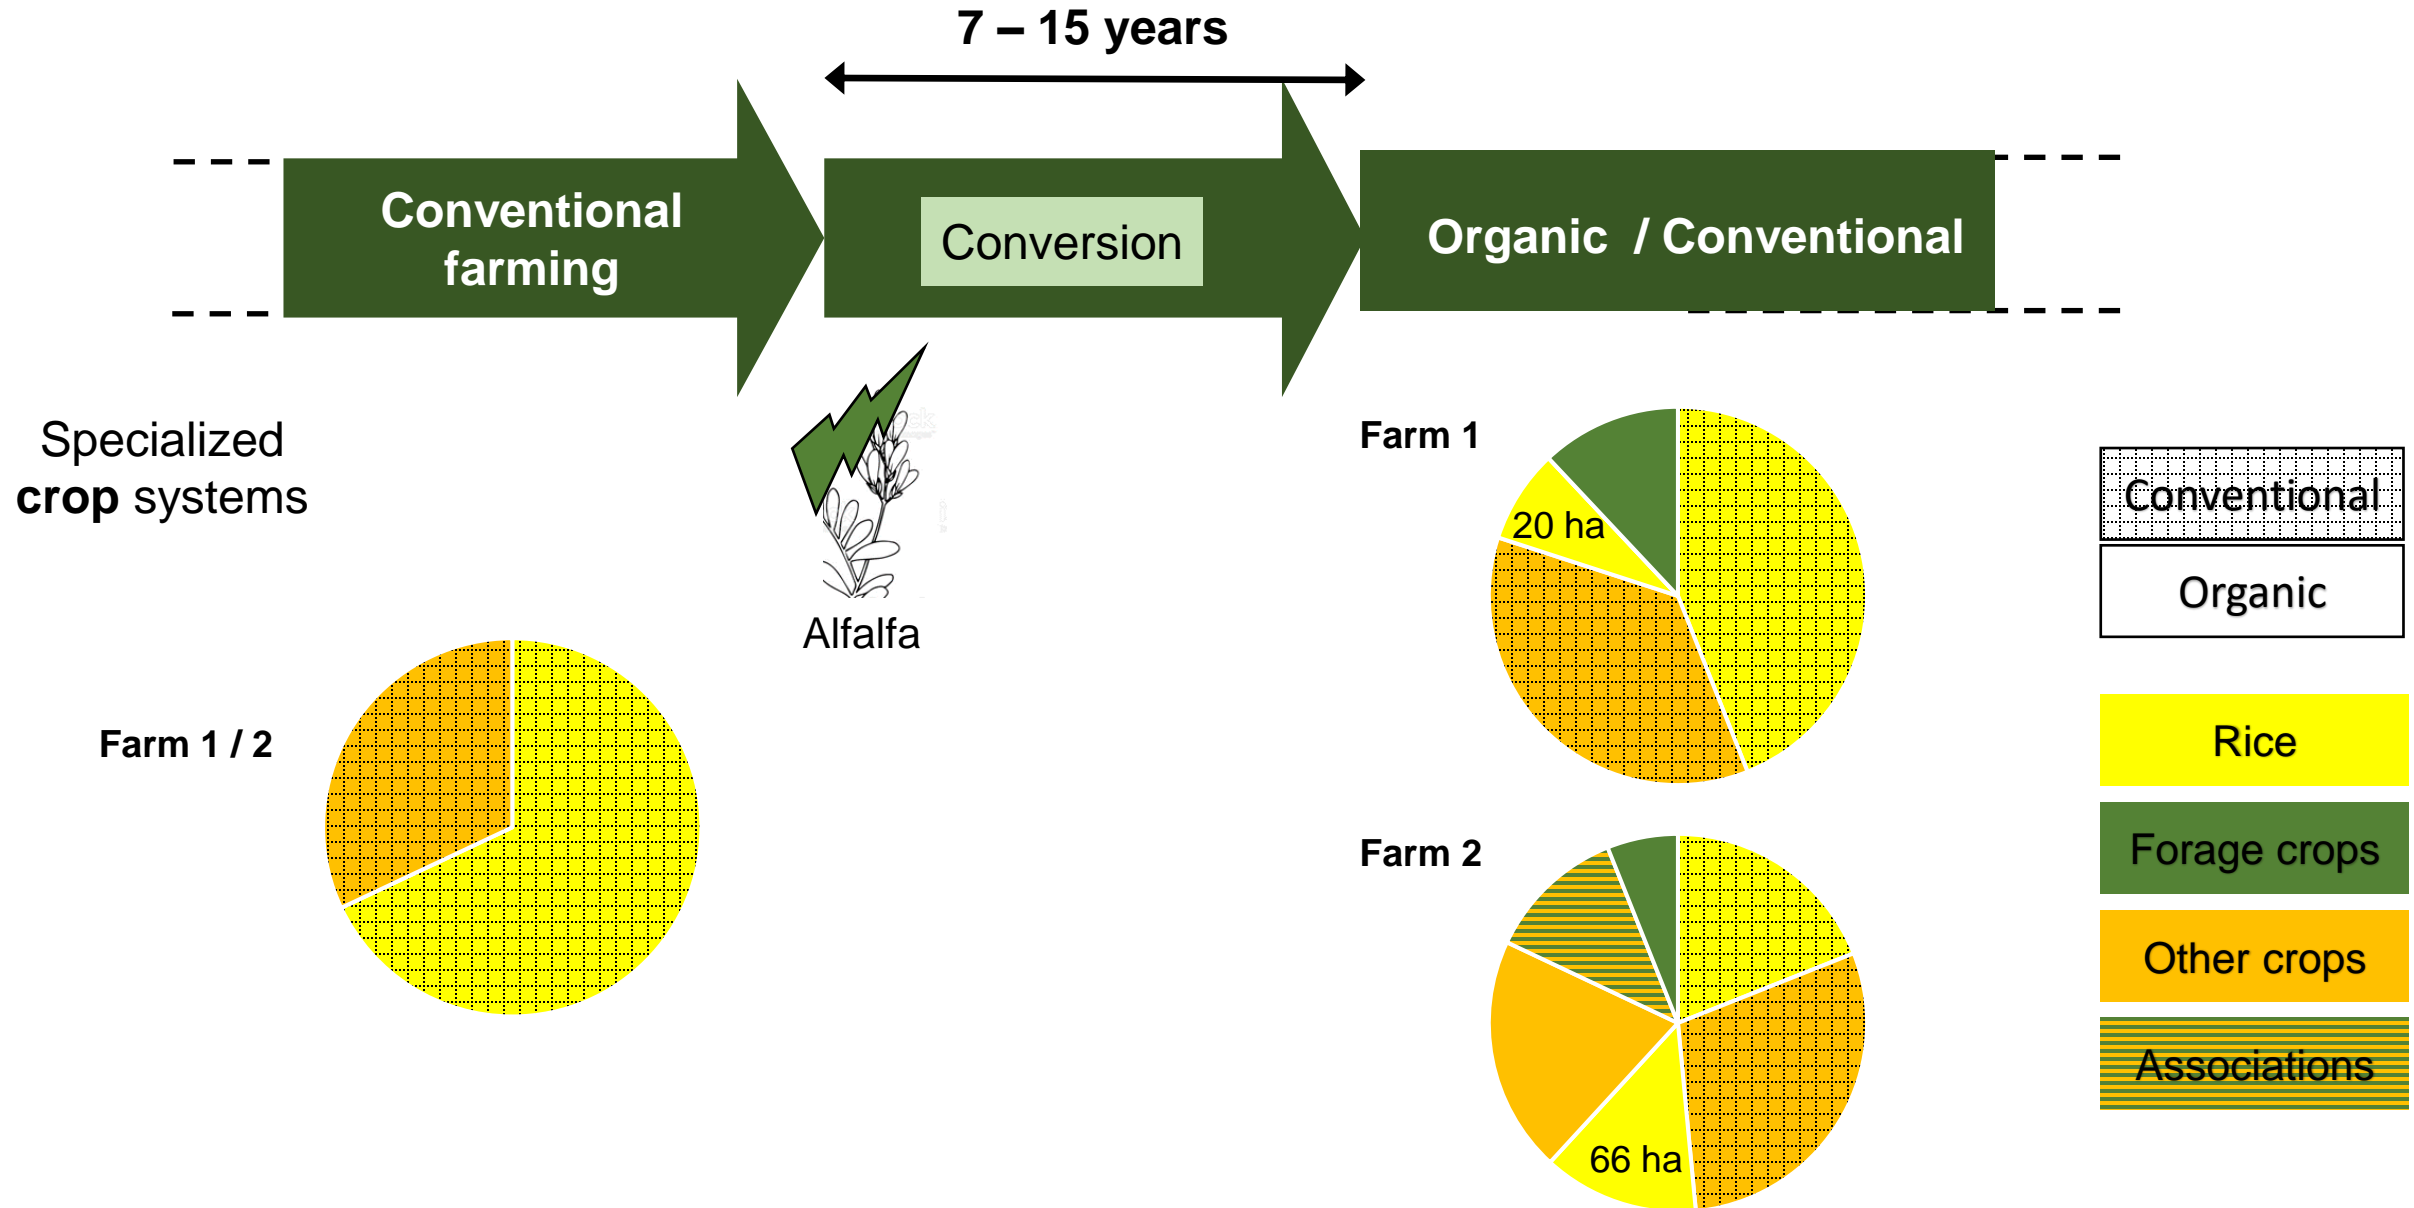 7 – 15 years
Conventional
farming
Conversion
Organic / Conventional
Specialized
crop systems
Alfalfa
Farm 1 / 2
Farm 1
20 ha
Farm 2
66 ha
Conventional
Organic
Rice
Forage crops
Other crops
Associations